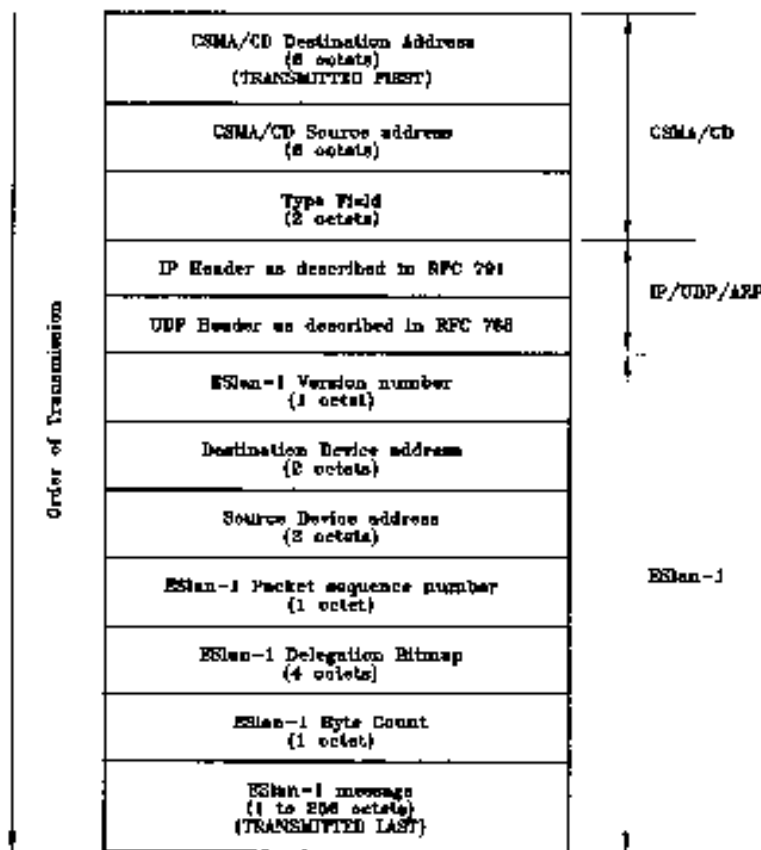 CSMA/CD Destination Address
(6 octets)
(TRANSMITTED FIRST)
CSMA/CD Source address
(6 octets)
Type Field
(2 octets)
IP Header as described in RFC 791
UDP Header as described in RFC 768
ESlan-1 Version number
(1 octet)
Destination Device address
(2 octets)
Source Device address
(2 octets)
ESlan-1 Packet sequence number
(1 octet)
ESlan-1 Delegation Bitmap
(4 octets)
ESlan-1 Byte Count
(1 octet)
ESlan-1 message
(1 to 256 octets)
(TRANSMITTED LAST)
Order of Transmission
CSMA/CD
IP/UDP/ARP
ESlan-1